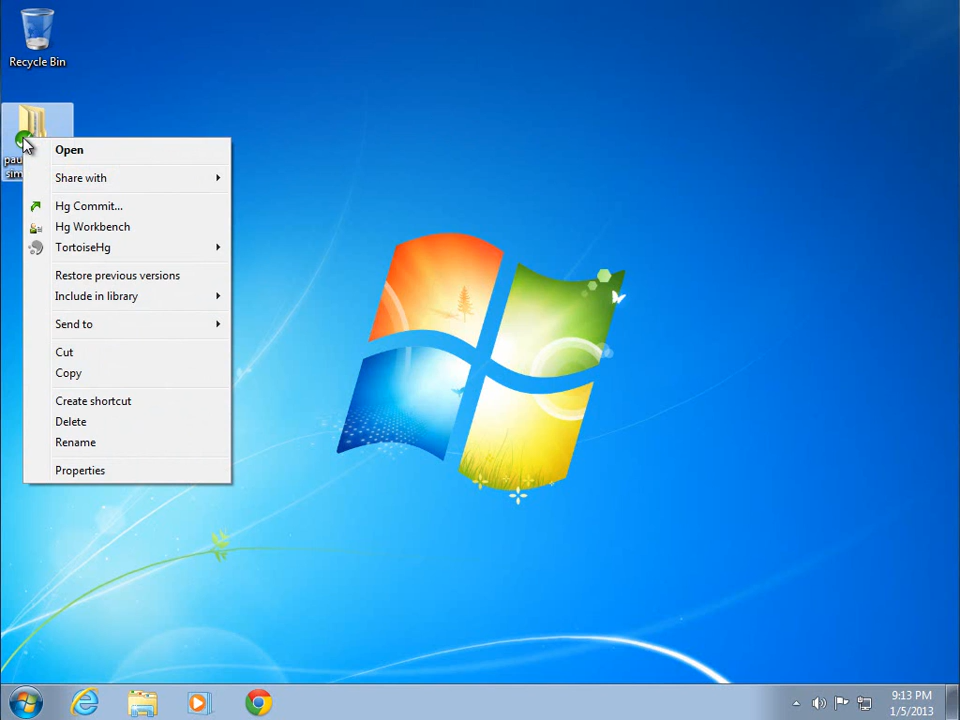 Recycle Bin
Open
Share with
Hg Commit...
Hg Workbench
TortoiseHg
Restore previous versions
Include in library
Send to
Cut
Copy
Create shortcut
Delete
Rename
Properties
9:13 PM
1/5/2013